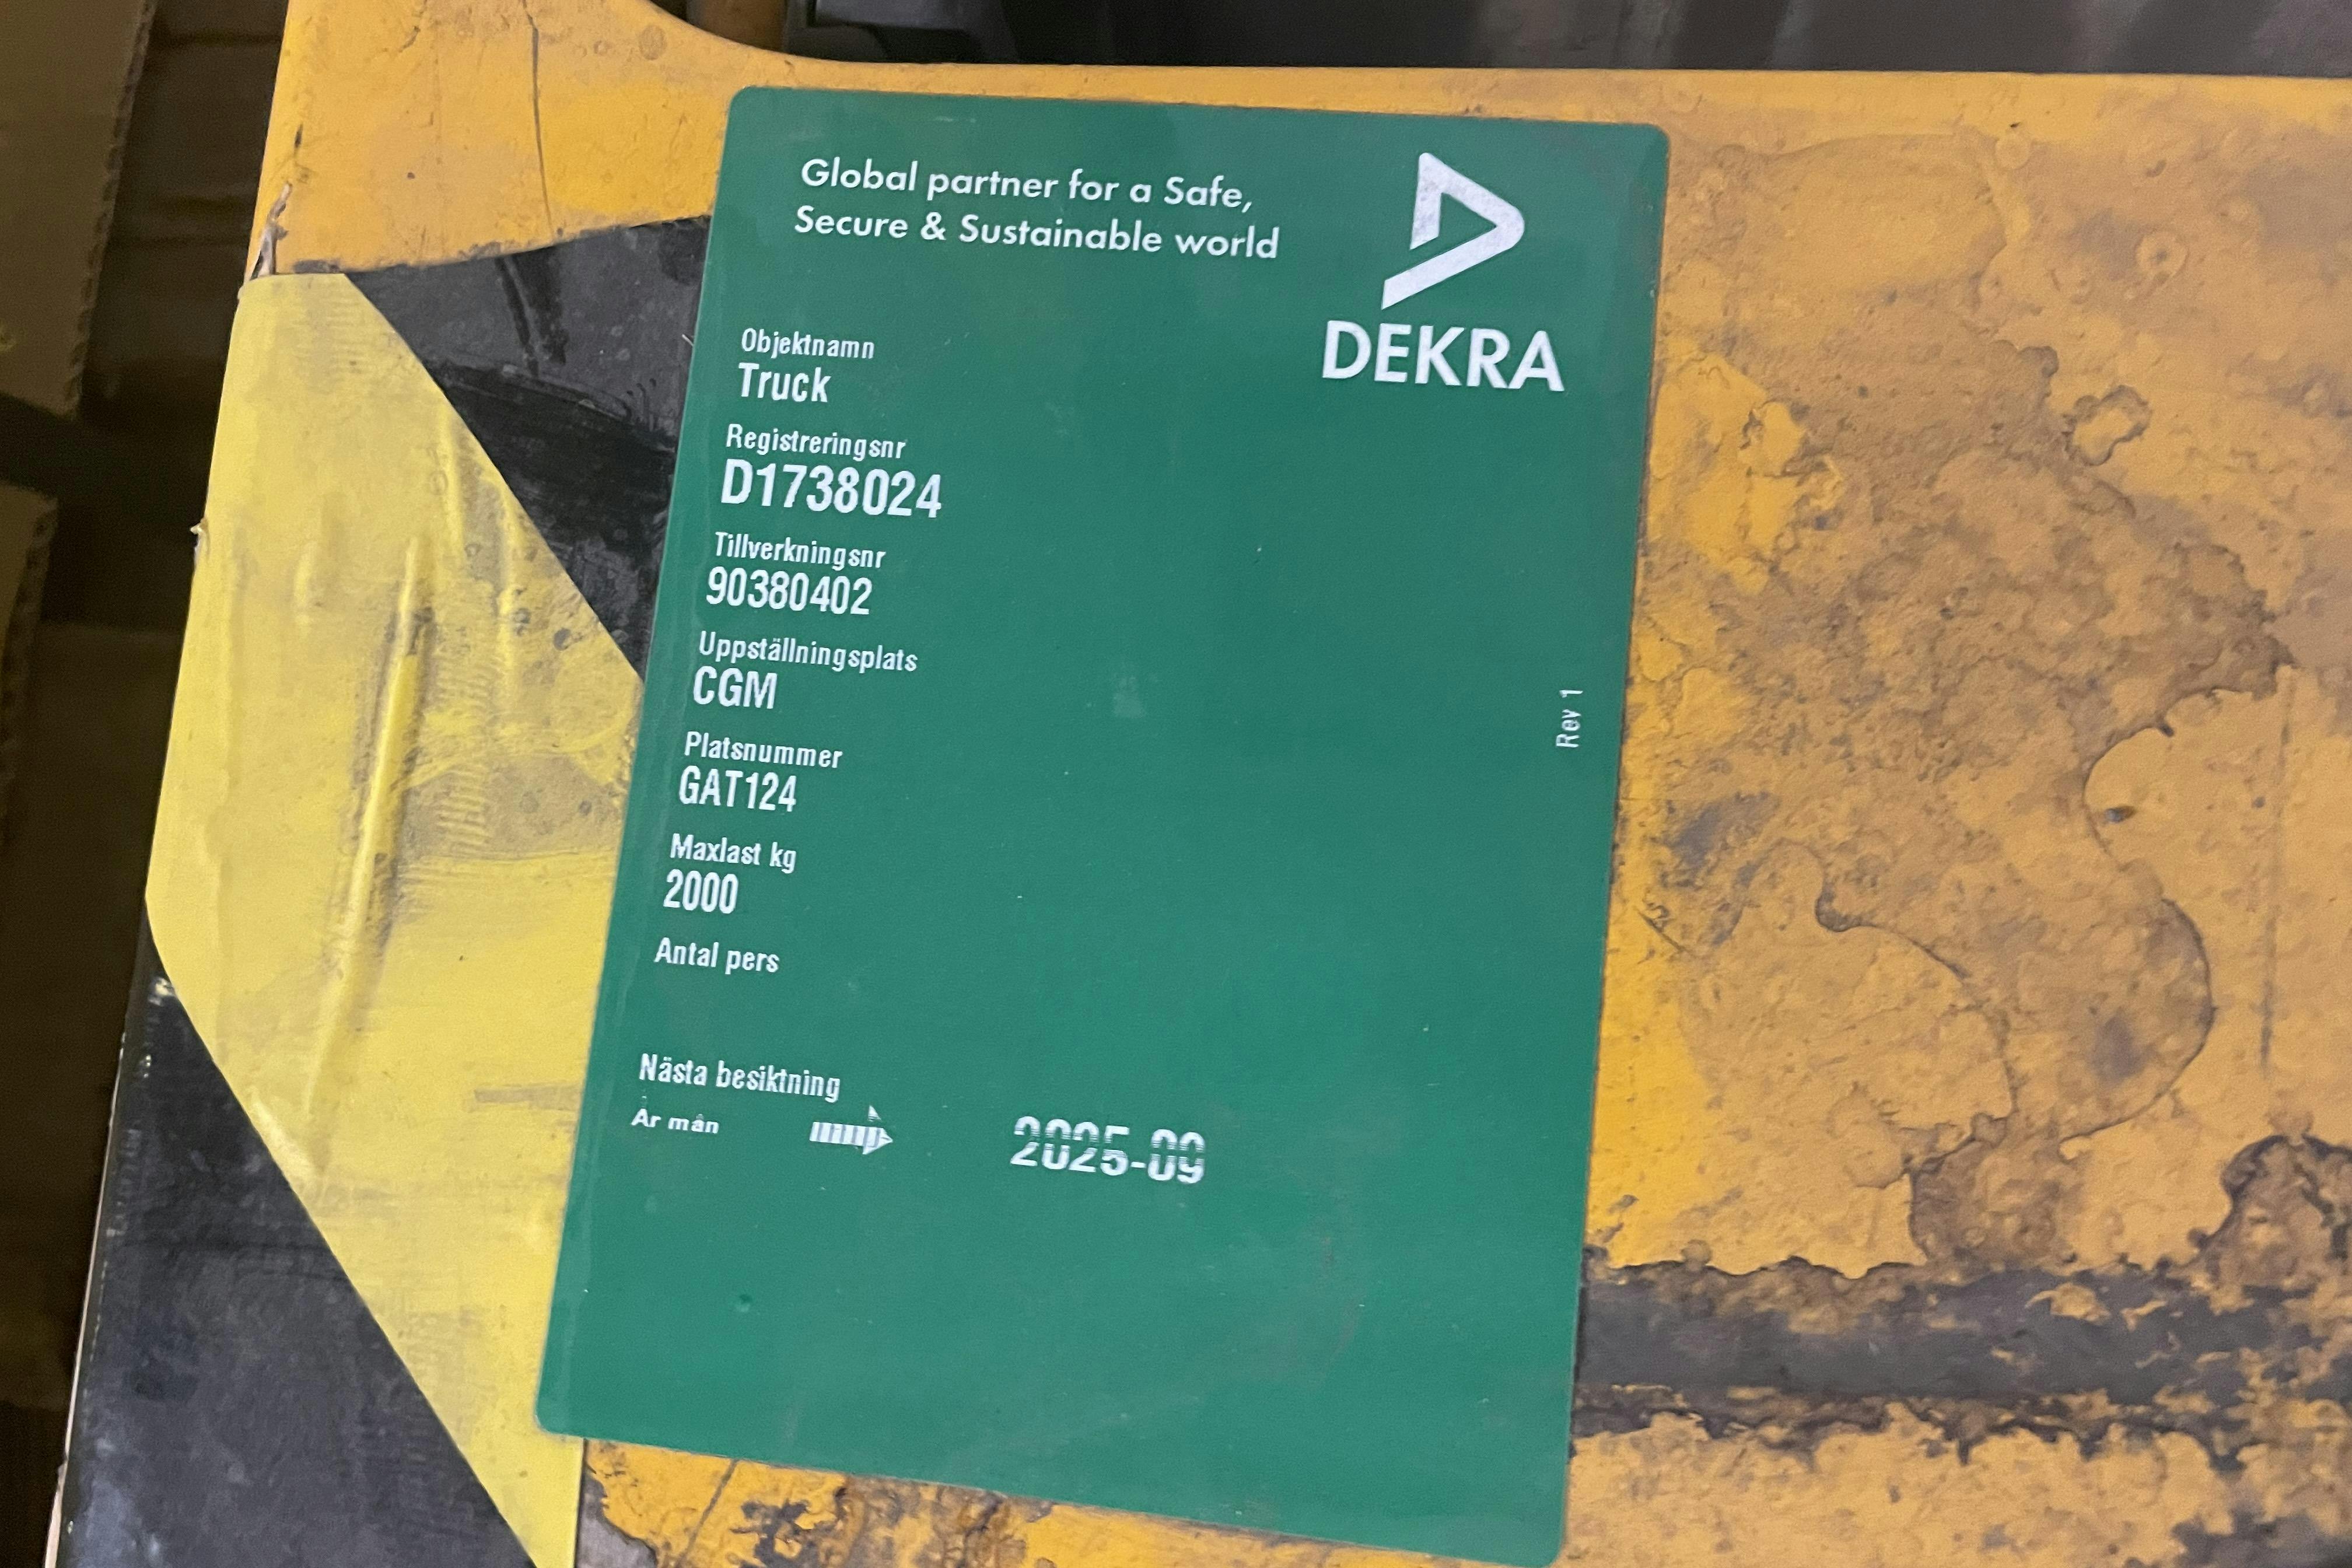 Global partner for a Safe,
Secure & Sustainable world
DEKRA
Objektnamn
Truck
Registreringsnr
D1738024
Tillverkningsnr
90380402
Uppställningsplats
CGM
Platsnummer
GAT124
Maxlast kg
2000
Antal pers
Nästa besiktning
År mån
2025-09
Rev 1